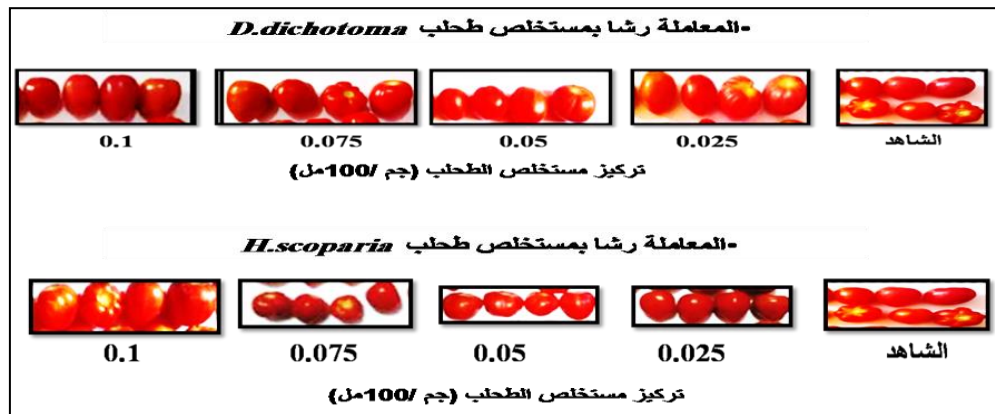 -المعاملة رشا بمستخلص طحلب D.dichotoma
الشاهد 0.025 0.05 0.075 0.1
تركيز مستخلص الطحلب (جم /100مل)
-المعاملة رشا بمستخلص طحلب H.scoparia
الشاهد 0.025 0.05 0.075 0.1
تركيز مستخلص الطحلب (جم /100مل)